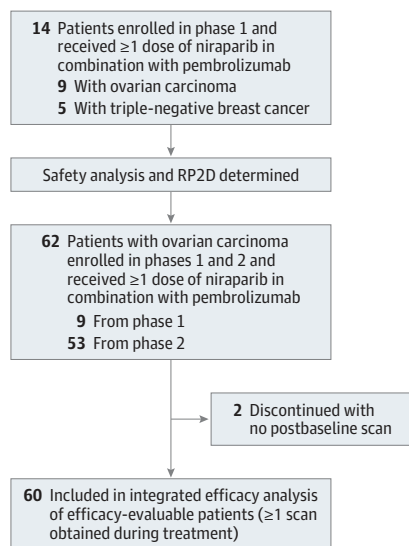 14 Patients enrolled in phase 1 and
received ≥1 dose of niraparib in
combination with pembrolizumab
9 With ovarian carcinoma
5 With triple-negative breast cancer
Safety analysis and RP2D determined
62 Patients with ovarian carcinoma
enrolled in phases 1 and 2 and
received ≥1 dose of niraparib in
combination with pembrolizumab
9 From phase 1
53 From phase 2
2 Discontinued with
no postbaseline scan
60 Included in integrated efficacy analysis
of efficacy-evaluable patients (≥1 scan
obtained during treatment)